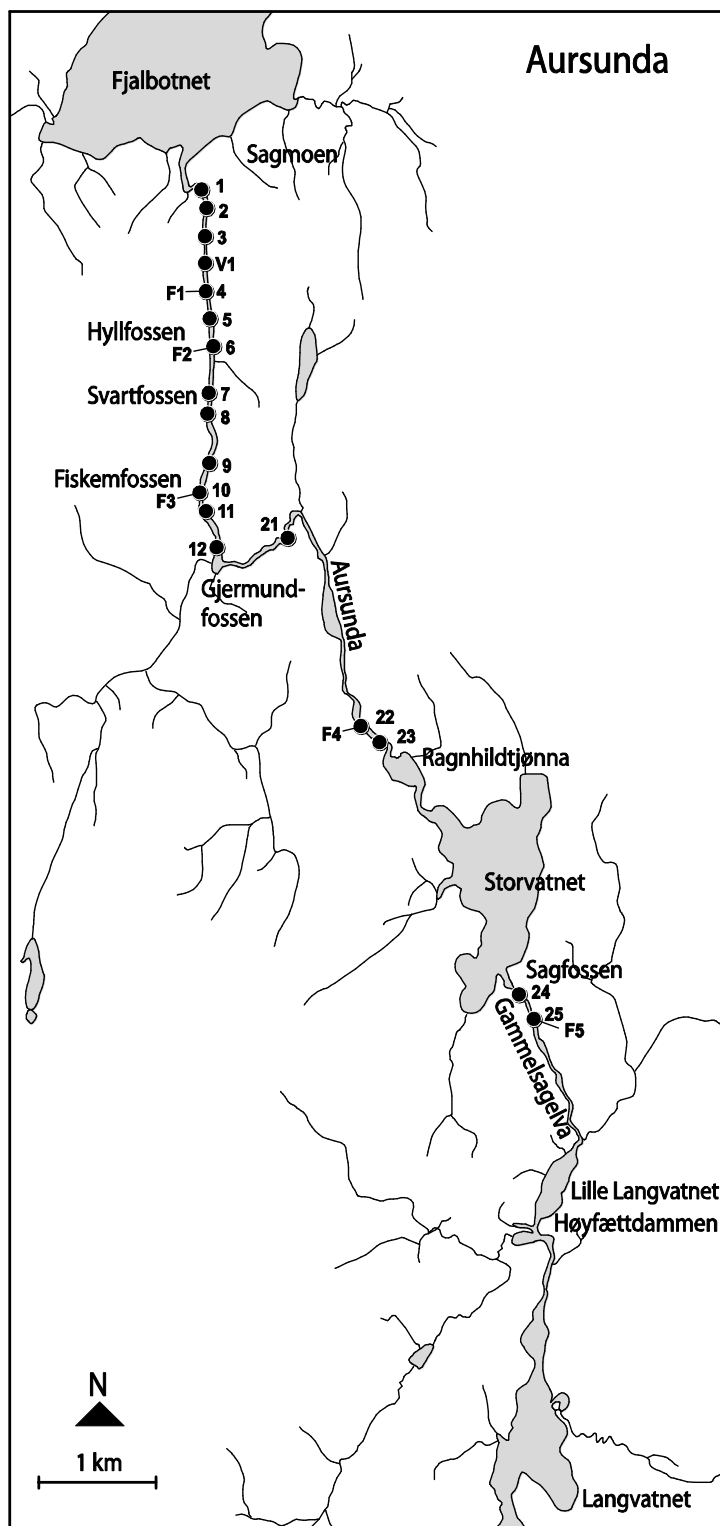 Aursunda
Fjalbotnet
Sagmoen
1
2
3
V1
F1
4
5
Hyllfossen
F2
6
Svartfossen
7
8
9
Fiskemfossen
F3
10
11
21
12
Gjermund-
fossen
Aursunda
22
F4
23
Ragnhildtjønna
Storvatnet
Sagfossen
24
25
F5
Gammelsagelva
Lille Langvatnet
Høyfættdammen
N
1 km
Langvatnet